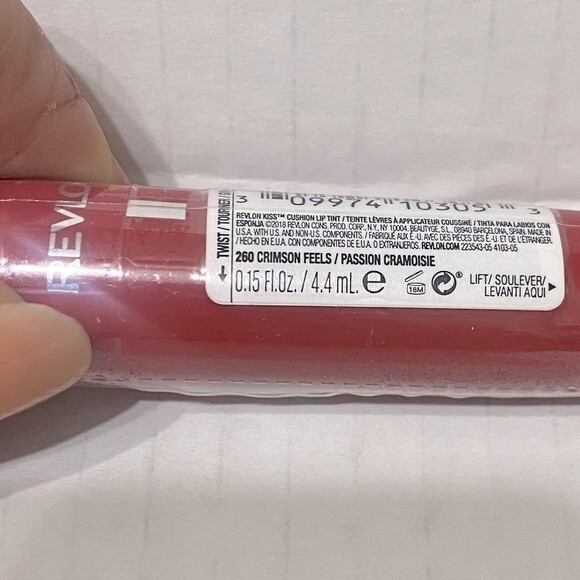 REVLO
3 09974 10305 3
TWIST / TOURNER /
REVLON KISS™ CUSHION LIP TINT / TEINTE LÈVRES À APPLICATEUR COUSSINÉ / TINTA PARA LABIOS CON
ESPONJA ©2018 REVLON CONS. PROD. CORP., N.Y., NY 10004. BEAUTYGE, S.L., 08940 BARCELONA, SPAIN. MADE IN
U.S.A. WITH U.S. AND NON-U.S. COMPONENTS. / FABRIQUÉ AUX É.-U. AVEC DES PIÈCES DES É.-U. ET DE L'ÉTRANGER.
/ HECHO EN E.U.A. CON COMPONENTES DE E.U.A. O EXTRANJEROS. REVLON.COM 223543-05 4103-05
260 CRIMSON FEELS / PASSION CRAMOISIE
0.15 Fl.Oz. / 4.4 mL. e 18M
LIFT/ SOULEVER/
LEVANTI AQUI